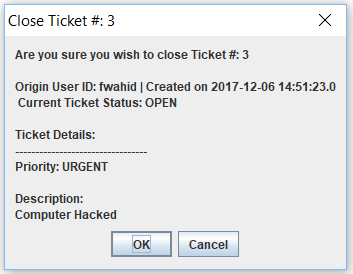 Close Ticket #: 3
Are you sure you wish to close Ticket #: 3
Origin User ID: fwahid | Created on 2017-12-06 14:51:23.0
Current Ticket Status: OPEN
Ticket Details:
---------------------------------
Priority: URGENT
Description:
Computer Hacked
OK Cancel